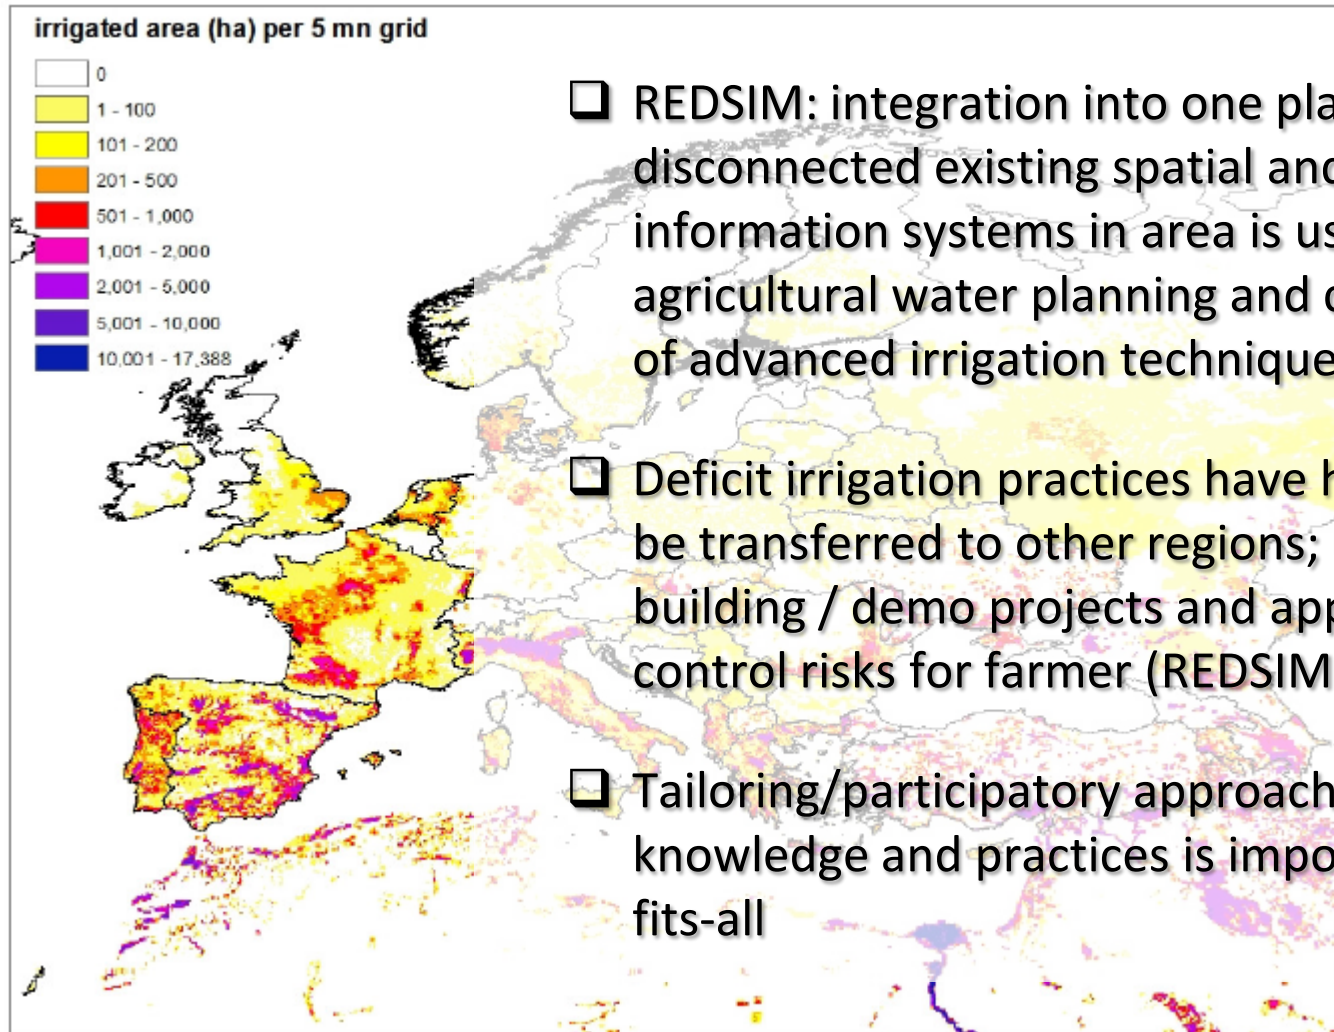 irrigated area (ha) per 5 mn grid
0
1 - 100
101 - 200
201 - 500
501 - 1,000
1,001 - 2,000
2,001 - 5,000
5,001 - 10,000
10,001 - 17,388
❑ REDSIM: integration into one pla
disconnected existing spatial and
information systems in area is us
agricultural water planning and
of advanced irrigation technique
❑ Deficit irrigation practices have h
be transferred to other regions;
building / demo projects and app
control risks for farmer (REDSIM
❑ Tailoring/participatory approach
knowledge and practices is impo
fits-all